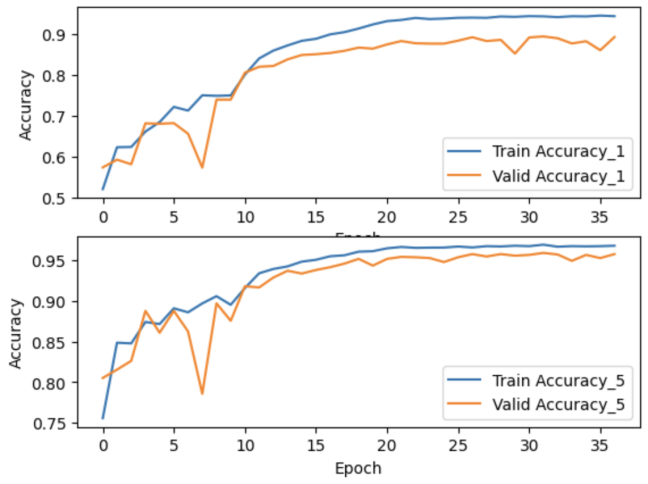 0.9
0.8
0.7
0.6
0.5
Accuracy
Train Accuracy_1
Valid Accuracy_1
0 5 10 15 20 25 30 35
Epoch
0.95
0.90
0.85
0.80
0.75
Accuracy
Train Accuracy_5
Valid Accuracy_5
0 5 10 15 20 25 30 35
Epoch